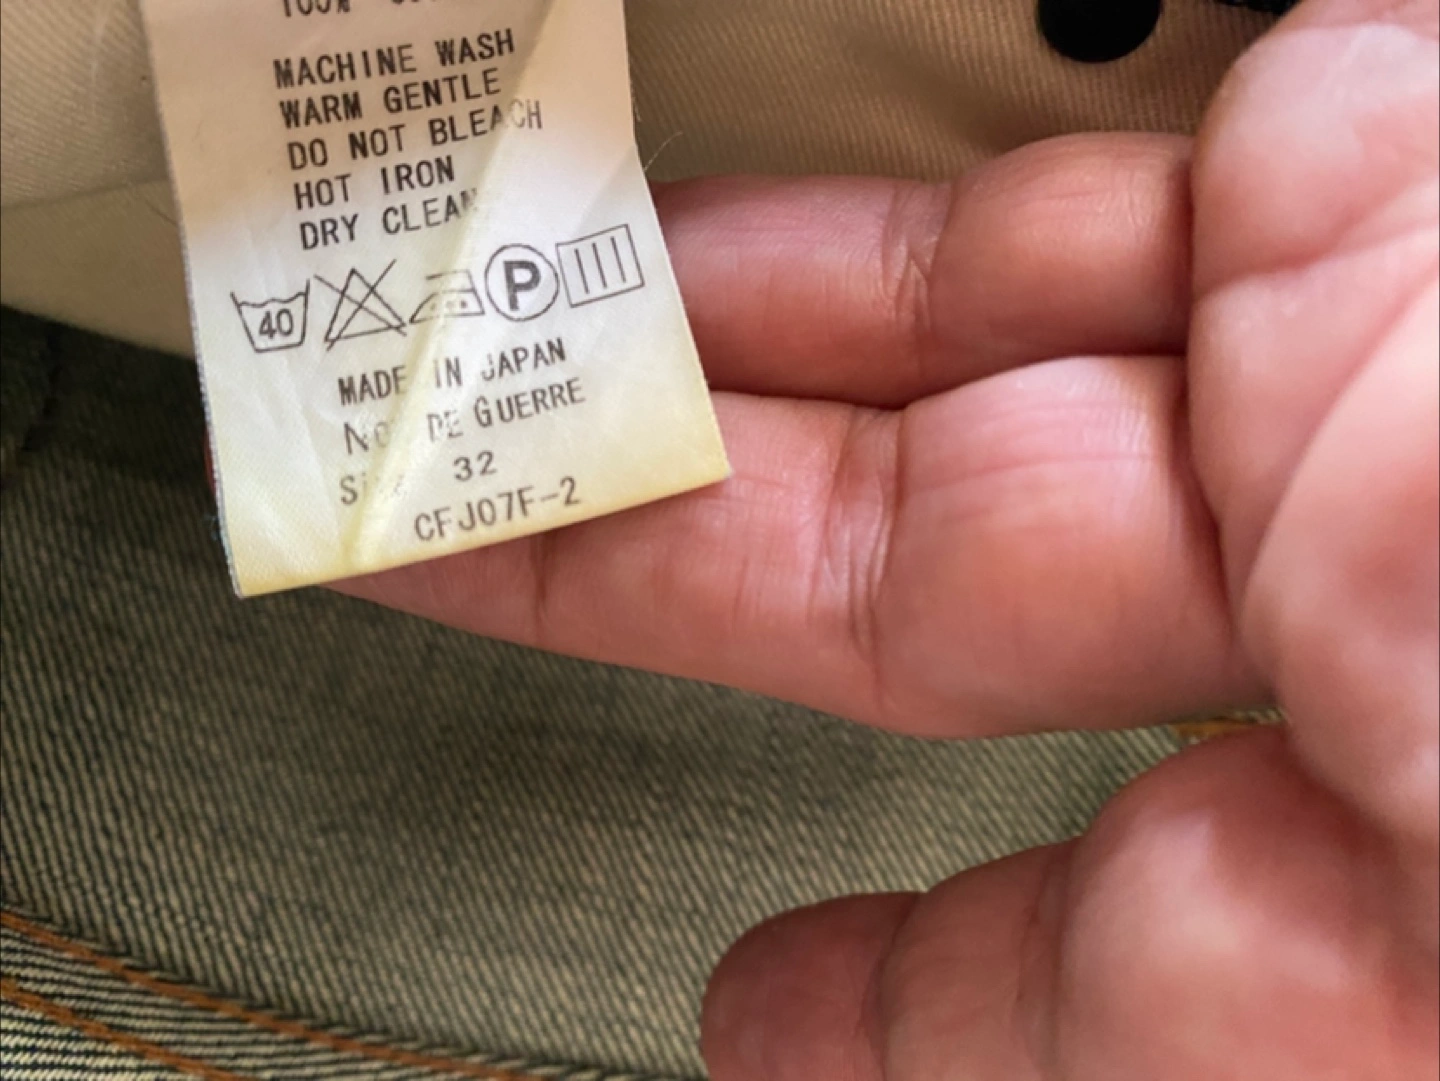 100%
MACHINE WASH
WARM GENTLE
DO NOT BLEACH
HOT IRON
DRY CLEAN
40 P
MADE IN JAPAN
DE GUERRE
32
CFJ07F-2